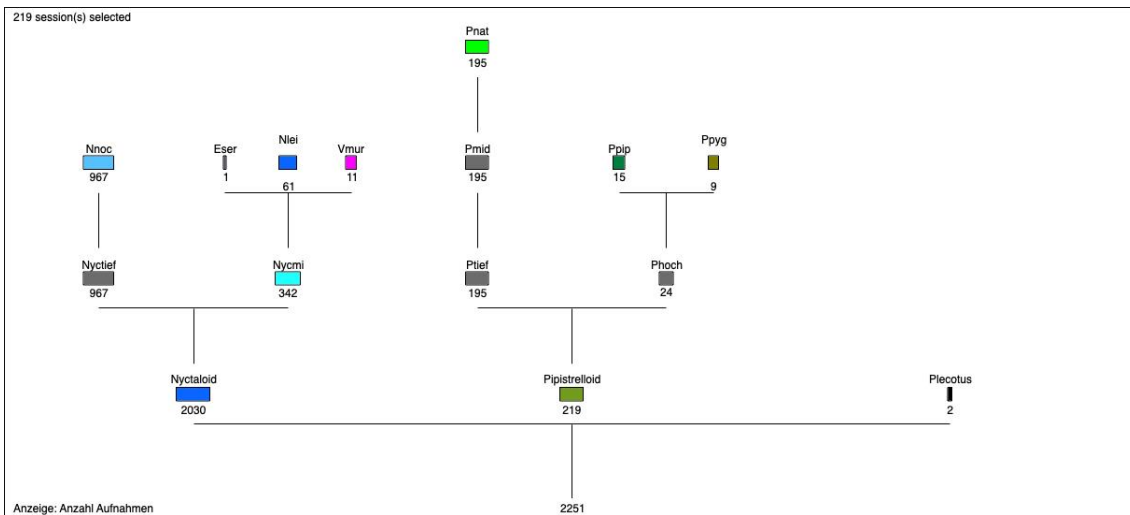 219 session(s) selected
Pnat
195
Nnoc Eser Nlei Vmur Pmid Ppip Ppyg
967 1 61 11 195 15 9
Nyctief Nycmi Ptief Phoch
967 342 195 24
Nyctaloid Pipistrelloid Plecotus
2030 219 2
Anzeige: Anzahl Aufnahmen 2251